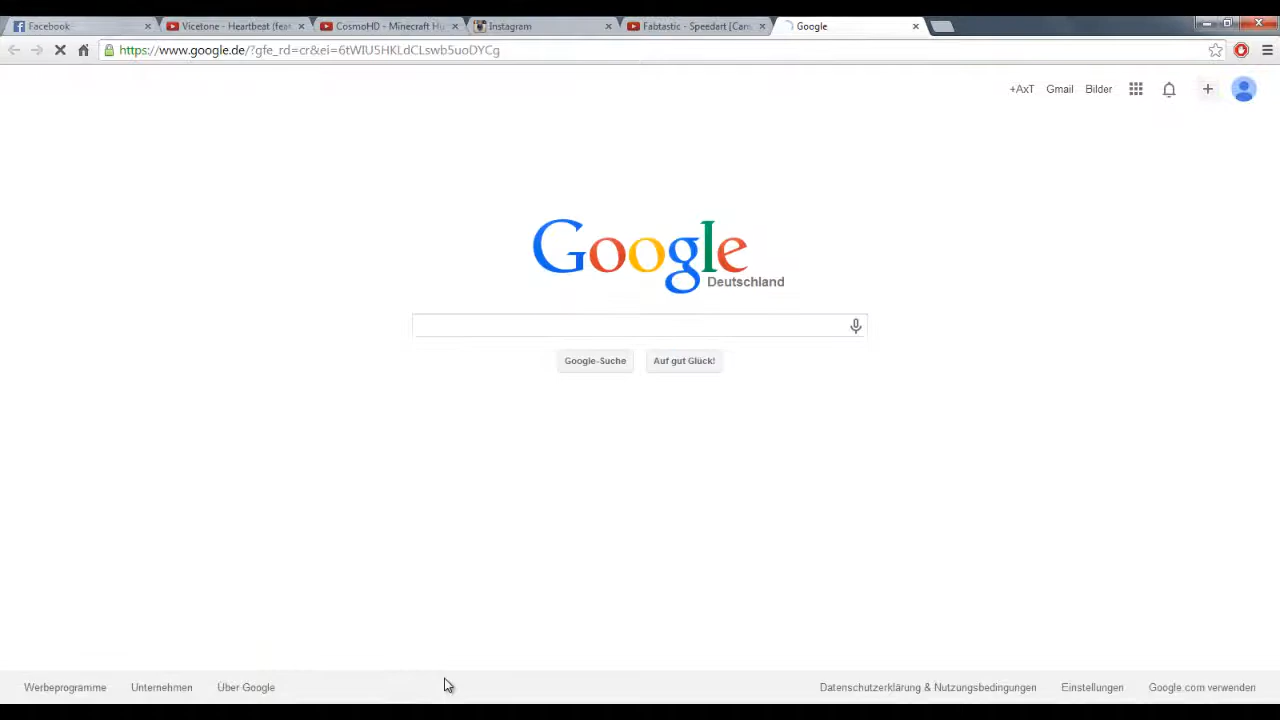 Facebook
Vicetone - Heartbeat (feat
CosmoHD - Minecraft Hu
Instagram
Fabtastic - Speedart [Cam
Google
https://www.google.de/?gfe_rd=cr&ei=
+AxT
Gmail
Bilder
Google
Deutschland
Google-Suche
Auf gut Glück!
Werbeprogramme
Unternehmen
Über Google
Datenschutzerklärung & Nutzungsbedingungen
Einstellungen
Google.com verwenden